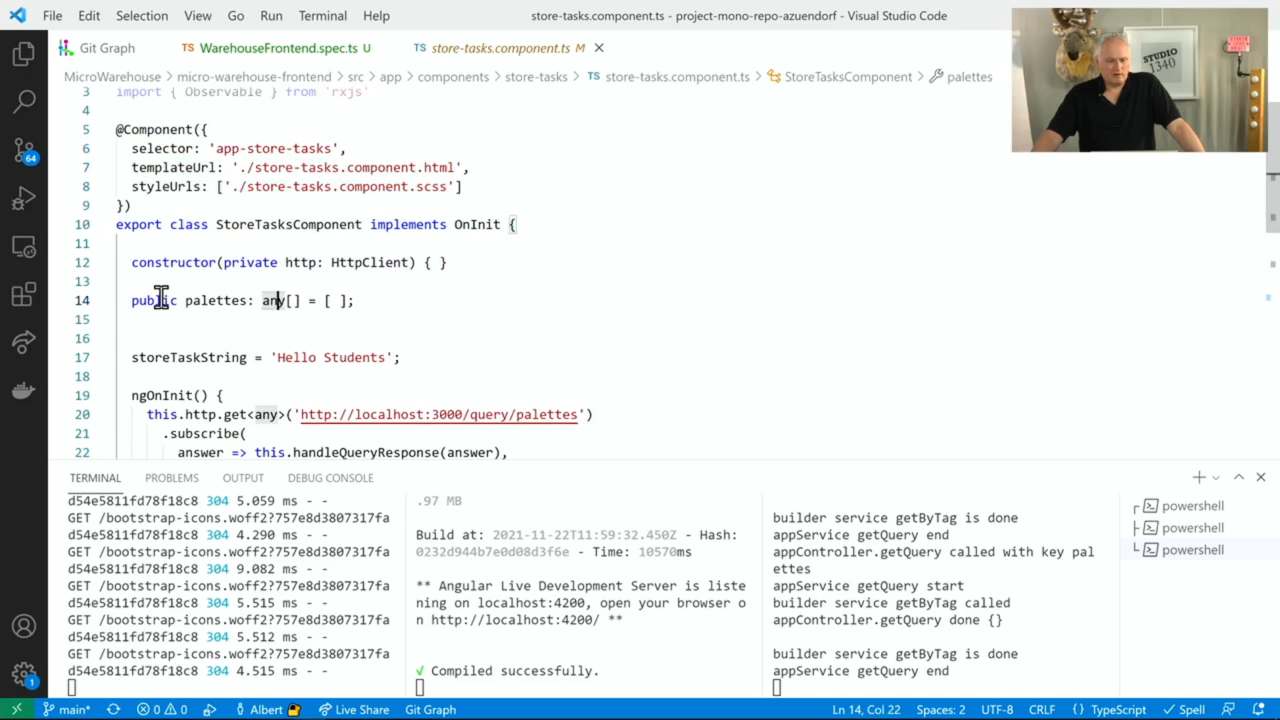 File Edit Selection View Go Run Terminal Help
store-tasks.component.ts - project-mono-repo-azuendorf - Visual Studio Code
Git Graph
TS WarehouseFrontend.spec.ts U
TS store-tasks.component.ts M
MicroWarehouse > micro-warehouse-frontend > src > app > components > store-tasks > TS store-tasks.component.ts > StoreTasksComponent > palettes
3 import { Observable } from 'rxjs'
4
5 @Component({
6 selector: 'app-store-tasks',
7 templateUrl: './store-tasks.component.html',
8 styleUrls: ['./store-tasks.component.scss']
9 })
10 export class StoreTasksComponent implements OnInit {
11
12 constructor(private http: HttpClient) { }
13
14 public palettes: any[] = [ ];
15
16
17 storeTaskString = 'Hello Students';
18
19 ngOnInit() {
20 this.http.get<any>('http://localhost:3000/query/palettes')
21 .subscribe(
22 answer => this.handleQueryResponse(answer),
STUDIO
1340
64
1
TERMINAL PROBLEMS OUTPUT DEBUG CONSOLE
d54e5811fd78f18c8 304 5.059 ms - -
GET /bootstrap-icons.woff2?757e8d3807317fa
d54e5811fd78f18c8 304 4.290 ms - -
GET /bootstrap-icons.woff2?757e8d3807317fa
d54e5811fd78f18c8 304 9.082 ms - -
GET /bootstrap-icons.woff2?757e8d3807317fa
d54e5811fd78f18c8 304 5.515 ms - -
GET /bootstrap-icons.woff2?757e8d3807317fa
d54e5811fd78f18c8 304 5.512 ms - -
GET /bootstrap-icons.woff2?757e8d3807317fa
d54e5811fd78f18c8 304 4.515 ms - -
.97 MB
Build at: 2021-11-22T11:59:32.450Z - Hash:
0232d944b7e0d08d3f6e - Time: 10570ms
** Angular Live Development Server is liste
ning on localhost:4200, open your browser o
n http://localhost:4200/ **
√ Compiled successfully.
builder service getByTag is done
appService getQuery end
appController.getQuery called with key pal
ettes
appService getQuery start
builder service getByTag called
appController.getQuery done {}
builder service getByTag is done
appService getQuery end
powershell
powershell
powershell
main* 0 0 Albert Live Share Git Graph
Ln 14, Col 22 Spaces: 2 UTF-8 CRLF {} TypeScript Spell